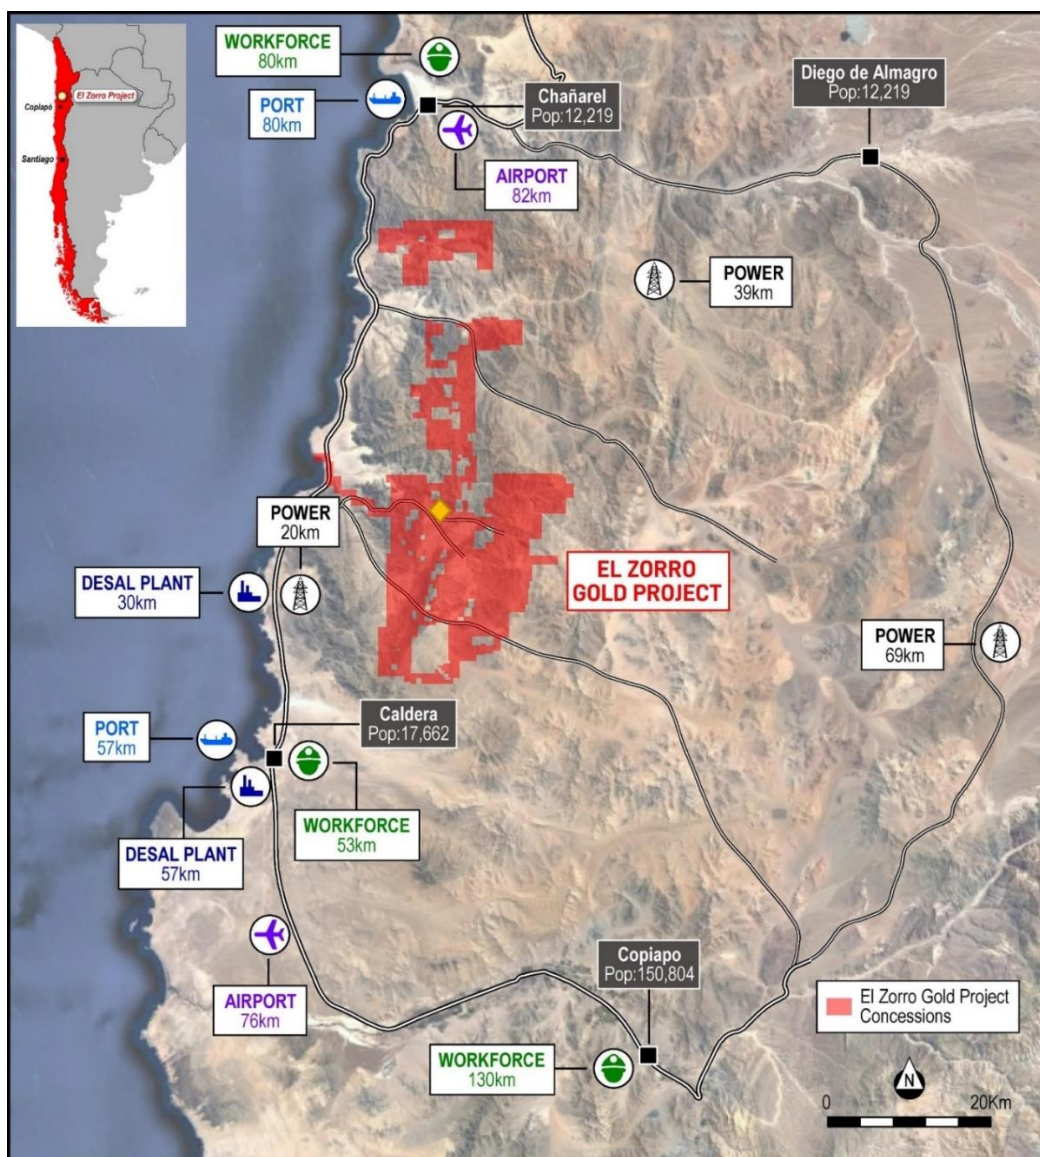 WORKFORCE
80km
PORT
80km
Chañarel
Pop:12,219
Diego de Almagro
Pop:12,219
El Zorro Project
Copiapó
Santiago
AIRPORT
82km
POWER
39km
POWER
20km
DESAL PLANT
30km
EL ZORRO
GOLD PROJECT
POWER
69km
Caldera
Pop:17,662
PORT
57km
WORKFORCE
53km
DESAL PLANT
57km
AIRPORT
76km
Copiapo
Pop:150,804
WORKFORCE
130km
El Zorro Gold Project
Concessions
N
0 20Km